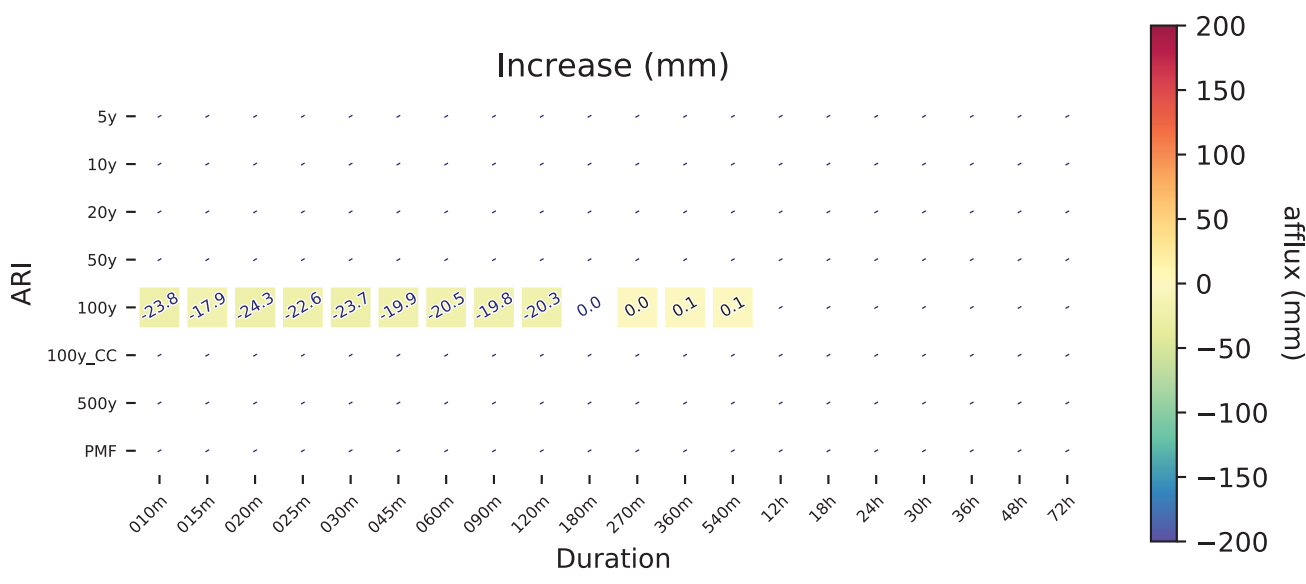 Increase (mm)
5y - - - - - - - - - - - - - - - - - - - -
10y - - - - - - - - - - - - - - - - - - - -
20y - - - - - - - - - - - - - - - - - - - -
50y - - - - - - - - - - - - - - - - - - - -
100y -23.8 -17.9 -24.3 -22.6 -23.7 -19.9 -20.5 -19.8 -20.3 0.0 0.0 0.1 0.1 - - - - - - -
100y_CC - - - - - - - - - - - - - - - - - - - -
500y - - - - - - - - - - - - - - - - - - - -
PMF - - - - - - - - - - - - - - - - - - - -
ARI
010m 015m 020m 025m 030m 045m 060m 090m 120m 180m 270m 360m 540m 12h 18h 24h 30h 36h 48h 72h
Duration
200
150
100
50
0
−50
−100
−150
−200
afflux (mm)